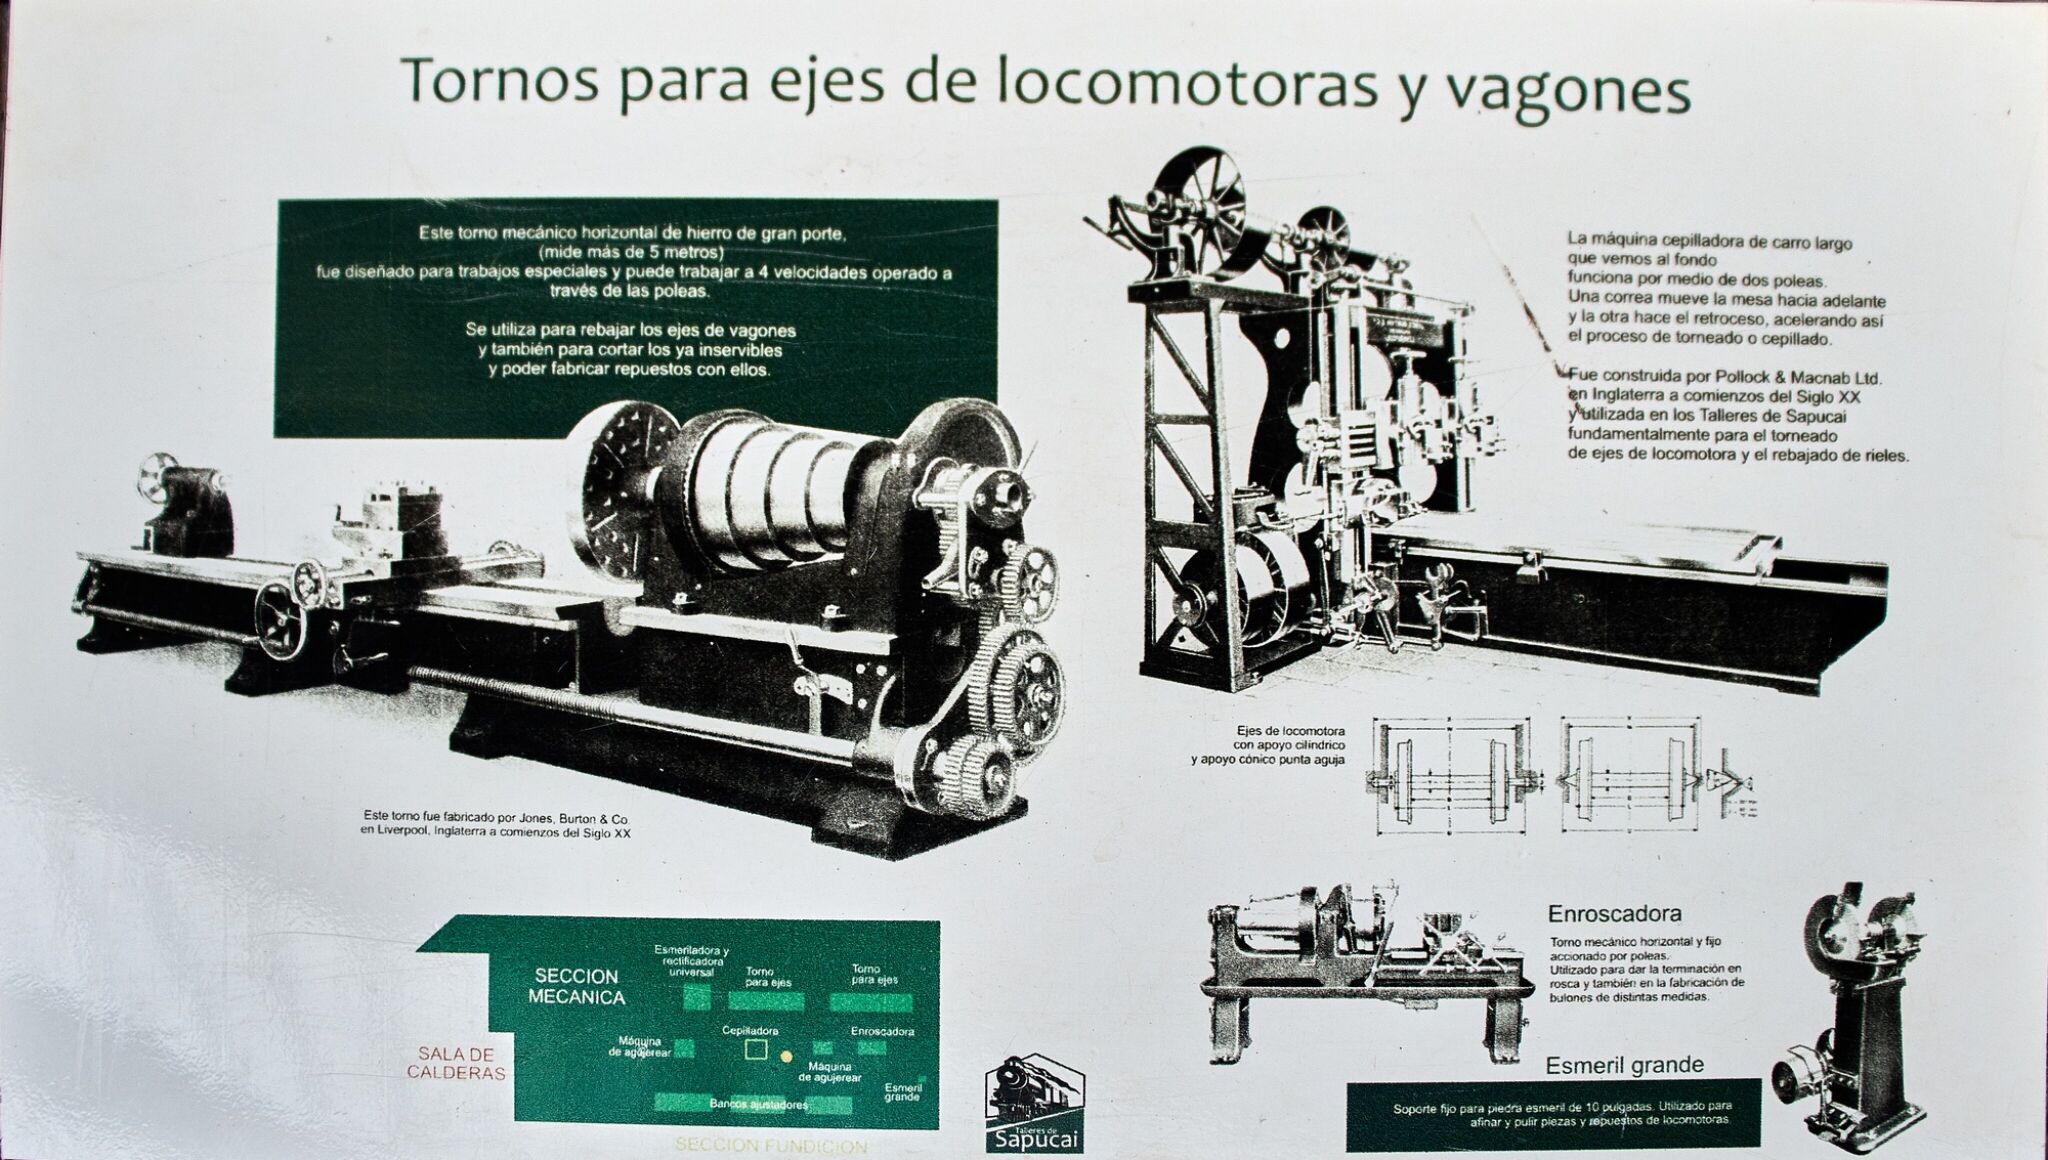 Tornos para ejes de locomotoras y vagones
Este torno mecánico horizontal de hierro de gran porte,
(mide más de 5 metros)
fue diseñado para trabajos especiales y puede trabajar a 4 velocidades operado a
través de las poleas.
Se utiliza para rebajar los ejes de vagones
y también para cortar los ya inservibles
y poder fabricar repuestos con ellos.
La máquina cepilladora de carro largo
que vemos al fondo
funciona por medio de dos poleas.
Una correa mueve la mesa hacia adelante
y la otra hace el retroceso, acelerando así
el proceso de torneado o cepillado.
Fue construida por Pollock & Macnab Ltd.
en Inglaterra a comienzos del Siglo XX
y utilizada en los Talleres de Sapucai
fundamentalmente para el torneado
de ejes de locomotora y el rebajado de rieles.
Este torno fue fabricado por Jones, Burton & Co.
en Liverpool, Inglaterra a comienzos del Siglo XX
Ejes de locomotora
con apoyo cilíndrico
y apoyo cónico punta aguja
Enroscadora
Torno mecánico horizontal y fijo
accionado por poleas.
Utilizado para dar la terminación en
rosca y también en la fabricación de
bulones de distintas medidas.
Esmeril grande
Soporte fijo para piedra esmeril de 10 pulgadas. Utilizado para
afinar y pulir piezas y repuestos de locomotoras.
SECCION
MECANICA
Esmeriladora y
rectificadora
universal
Torno
para ejes
Torno
para ejes
Máquina
de agujerear
Cepilladora
Enroscadora
Máquina
de agujerear
Esmeril
grande
Bancos ajustadores
SALA DE
CALDERAS
SECCION FUNDICION
Talleres de
Sapucai